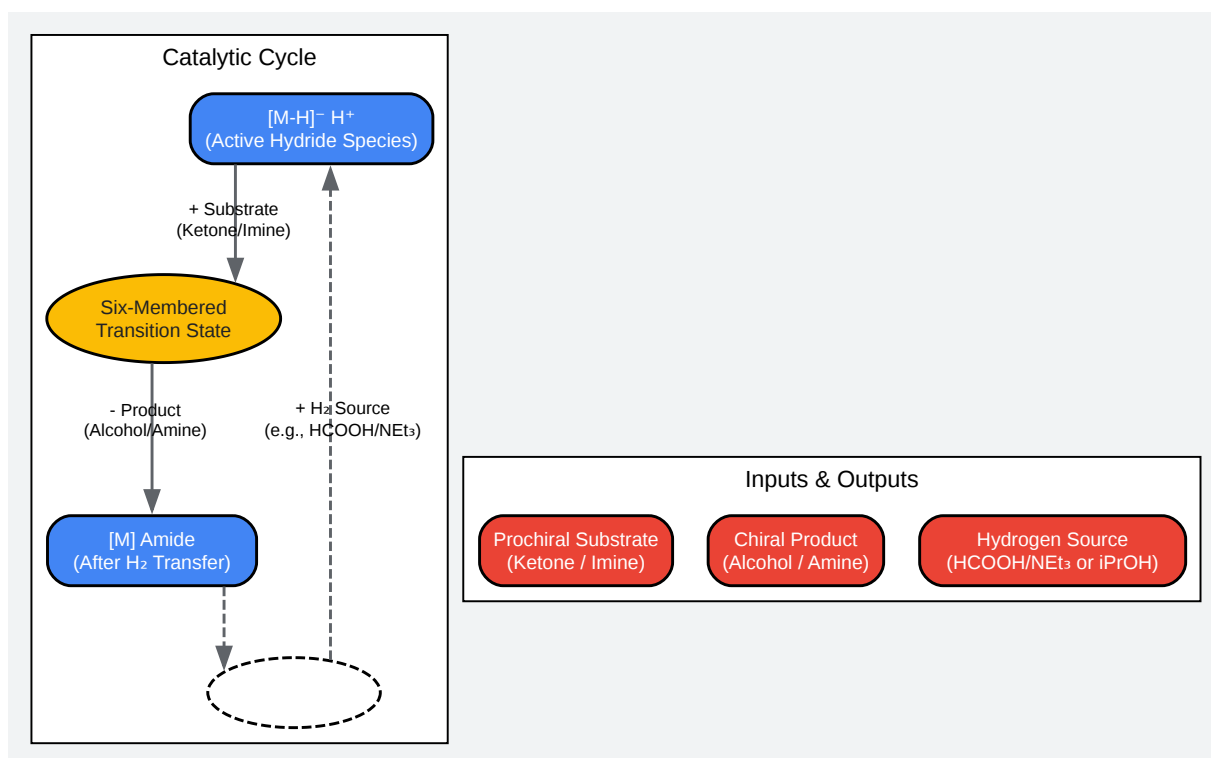 Catalytic Cycle
[M-H]⁻ H⁺
(Active Hydride Species)
+ Substrate
(Ketone/Imine)
Six-Membered
Transition State
- Product
(Alcohol/Amine)
+ H₂ Source
(e.g., HCOOH/NEt₃)
[M] Amide
(After H₂ Transfer)
Inputs & Outputs
Prochiral Substrate
(Ketone / Imine)
Chiral Product
(Alcohol / Amine)
Hydrogen Source
(HCOOH/NEt₃ or iPrOH)